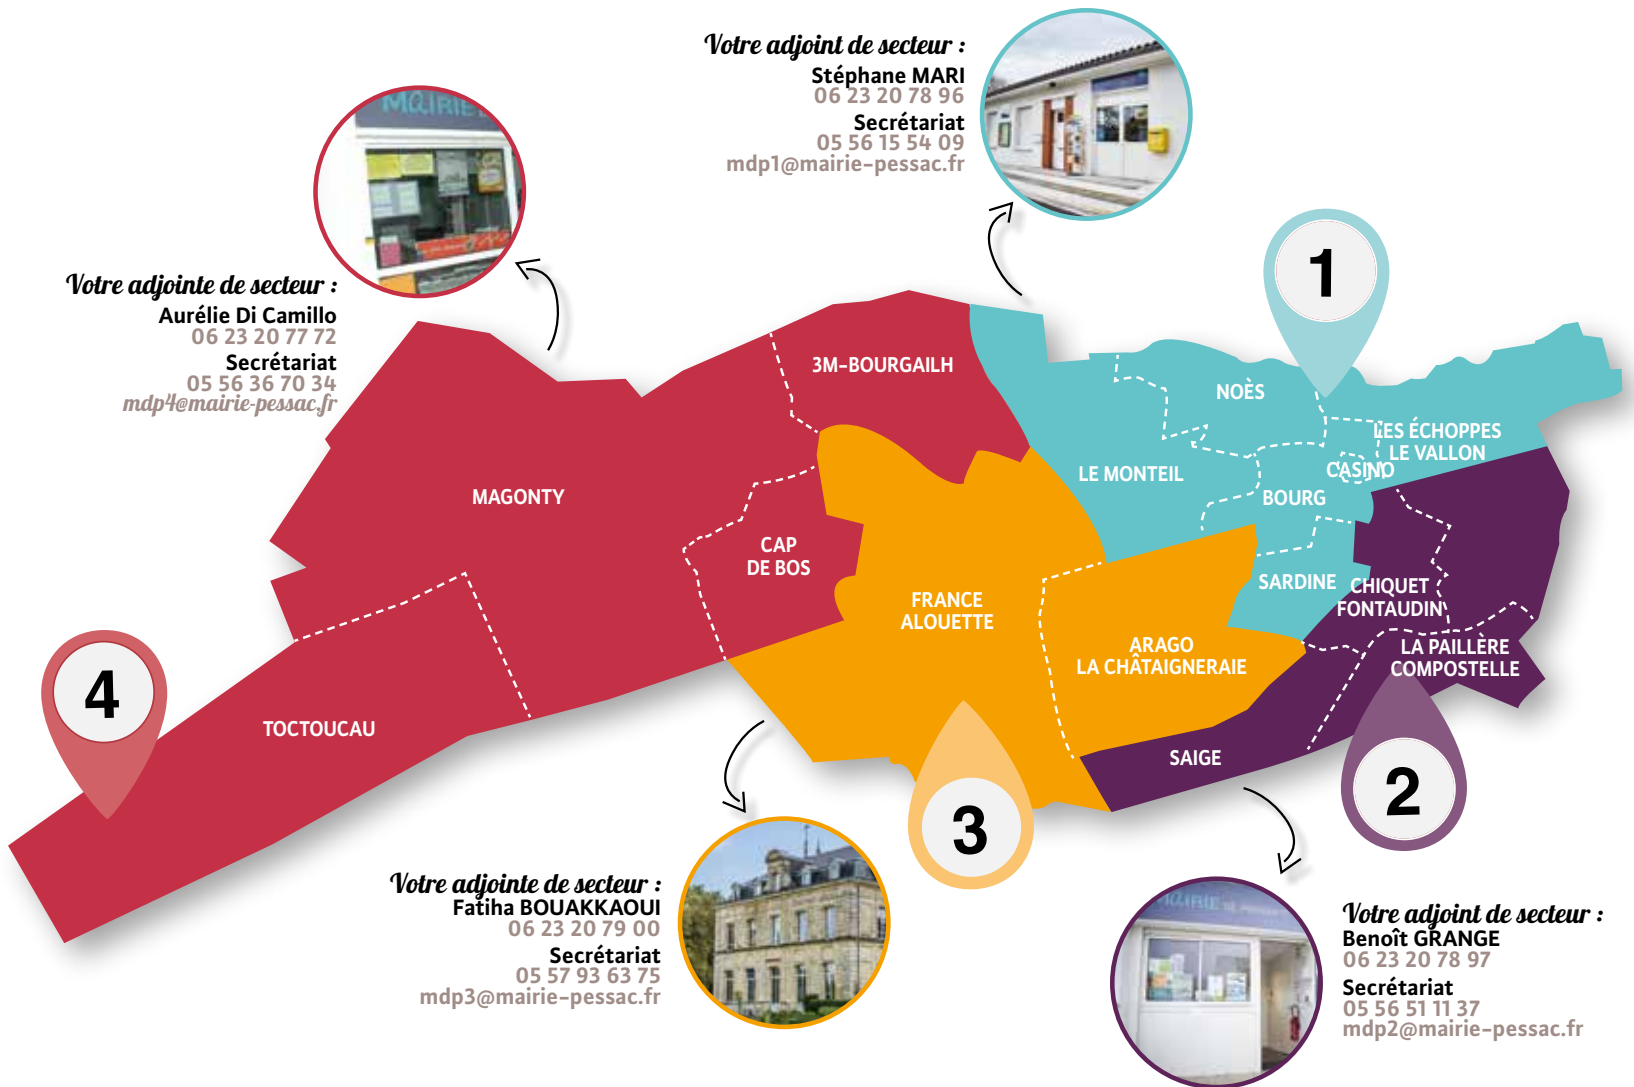 Votre adjoint de secteur :
Stéphane MARI
06 23 20 78 96
Secrétariat
05 56 15 54 09
mdp1@mairie-pessac.fr
MAIRIE
Votre adjointe de secteur :
Aurélie Di Camillo
06 23 20 77 72
Secrétariat
05 56 36 70 34
mdp4@mairie-pessac.fr
1
3M-BOURGAILH
NOÈS
LES ÉCHOPPES
LE VALLON
CASINO
LE MONTEIL
BOURG
MAGONTY
CAP
DE BOS
SARDINE
CHIQUET
FONTAUDIN
FRANCE
ALOUETTE
ARAGO
LA CHÂTAIGNERAIE
LA PAILLÈRE
COMPOSTELLE
4
TOCTOUCAU
SAIGE
2
3
Votre adjointe de secteur :
Fatiha BOUAKKAOUI
06 23 20 79 00
Secrétariat
05 57 93 63 75
mdp3@mairie-pessac.fr
MAIRIE
Votre adjoint de secteur :
Benoît GRANGE
06 23 20 78 97
Secrétariat
05 56 51 11 37
mdp2@mairie-pessac.fr